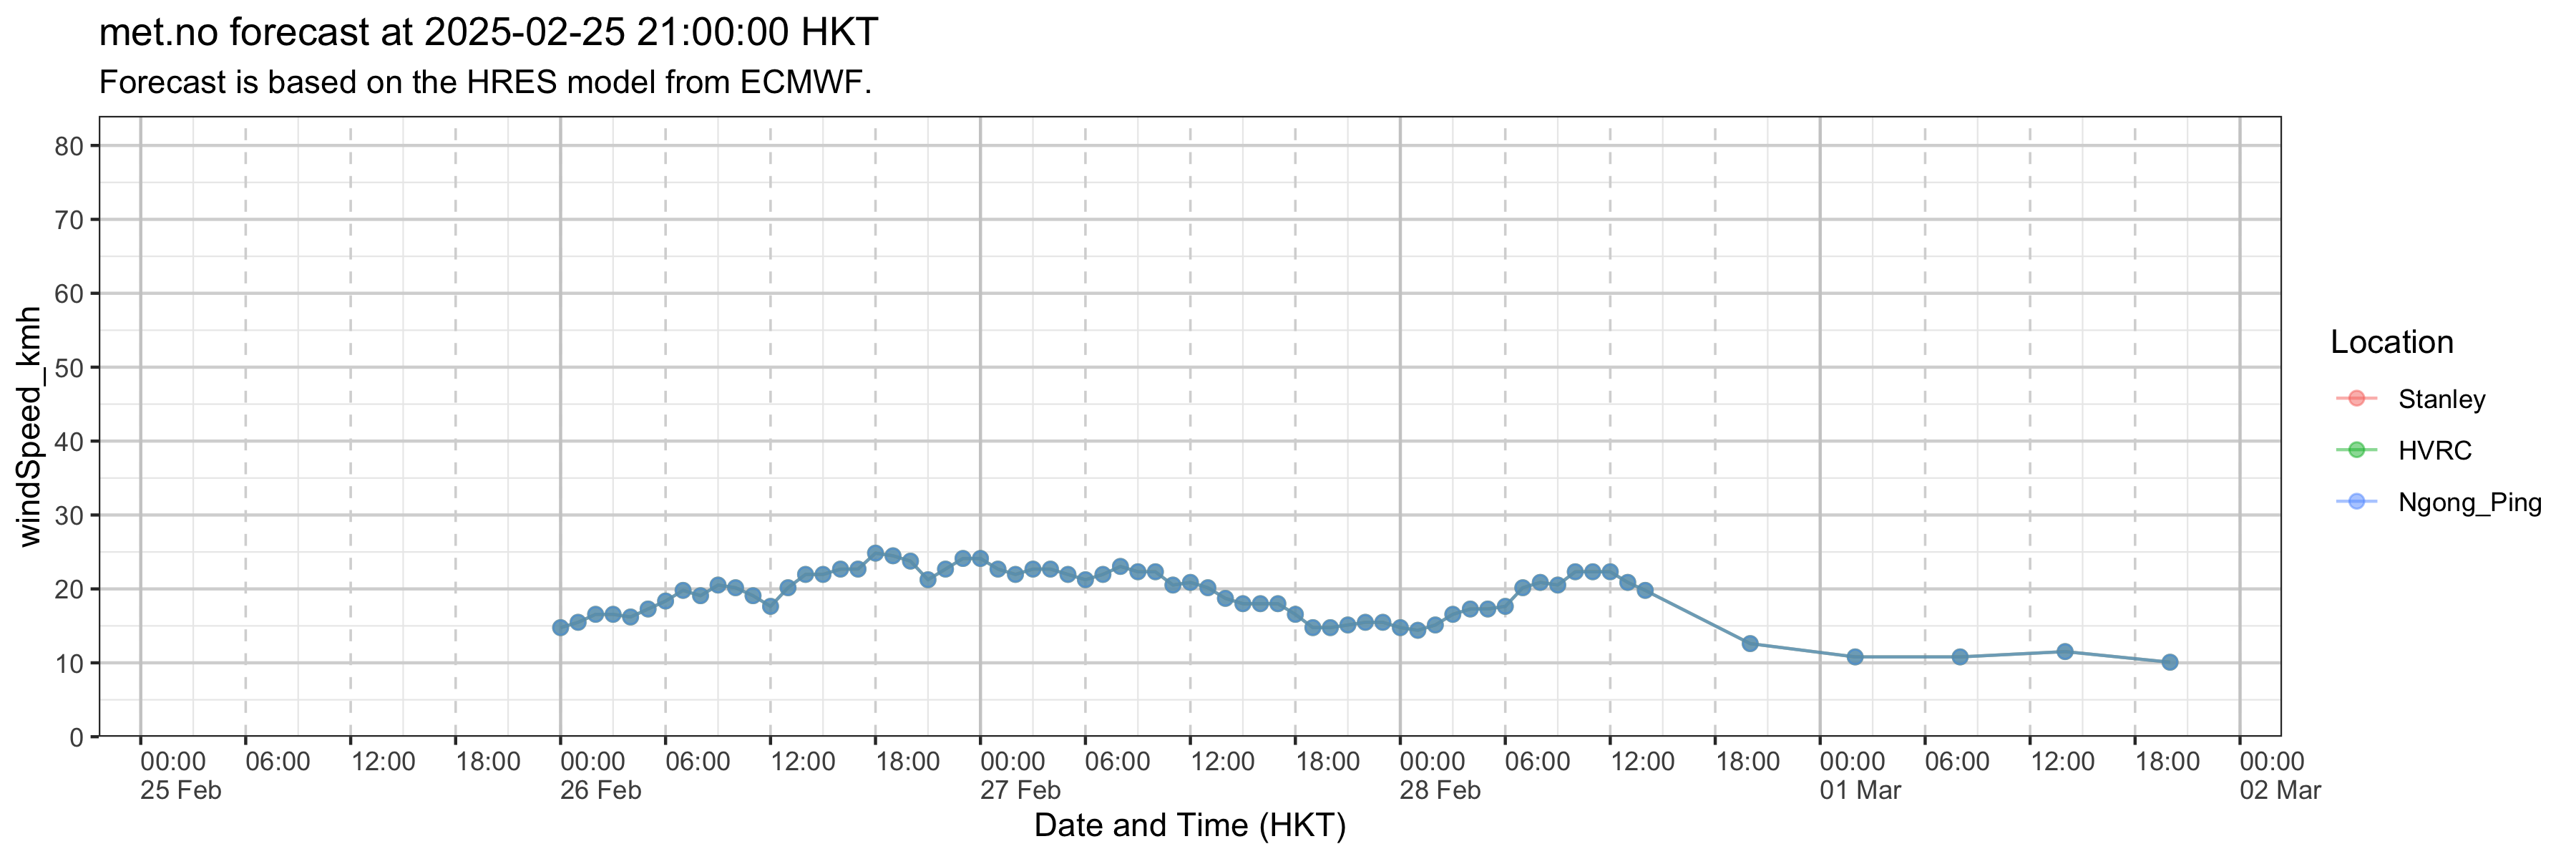 met.no forecast at 2025-02-25 21:00:00 HKT
Forecast is based on the HRES model from ECMWF.
windSpeed_kmh
80
70
60
50
40
30
20
10
0
00:00 06:00 12:00 18:00 00:00 06:00 12:00 18:00 00:00 06:00 12:00 18:00 00:00 06:00 12:00 18:00 00:00 06:00 12:00 18:00 00:00
25 Feb 26 Feb 27 Feb 28 Feb 01 Mar 02 Mar
Date and Time (HKT)
Location
Stanley
HVRC
Ngong_Ping